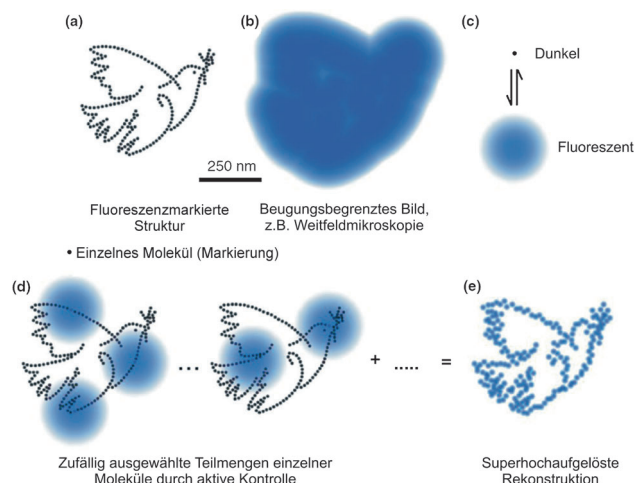 (a)
(b)
(c)
Dunkel
Fluoreszent
250 nm
Fluoreszenzmarkierte
Struktur
Beugungsbegrenztes Bild,
z.B. Weitfeldmikroskopie
• Einzelnes Molekül (Markierung)
(d)
(e)
... + ..... =
Zufällig ausgewählte Teilmengen einzelner
Moleküle durch aktive Kontrolle
Superhochaufgelöste
Rekonstruktion